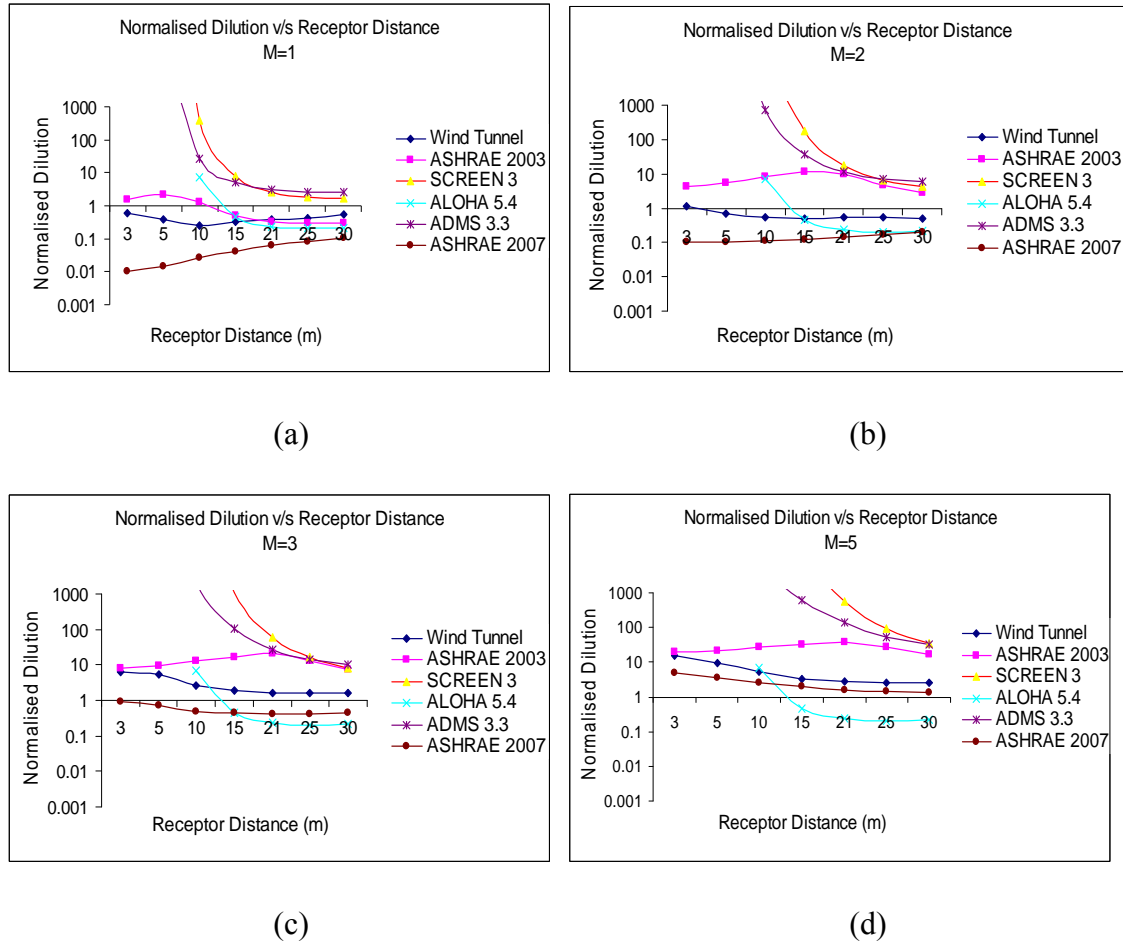 Normalised Dilution v/s Receptor Distance
M=1
Normalised Dilution
1000
100
10
1
0.1
0.01
0.001
3 5 10 15 21 25 30
Receptor Distance (m)
Wind Tunnel
ASHRAE 2003
SCREEN 3
ALOHA 5.4
ADMS 3.3
ASHRAE 2007
(a)
Normalised Dilution v/s Receptor Distance
M=2
Normalised Dilution
1000
100
10
1
0.1
0.01
0.001
3 5 10 15 21 25 30
Receptor Distance (m)
Wind Tunnel
ASHRAE 2003
SCREEN 3
ALOHA 5.4
ADMS 3.3
ASHRAE 2007
(b)
Normalised Dilution v/s Receptor Distance
M=3
Normalised Dilution
1000
100
10
1
0.1
0.01
0.001
3 5 10 15 21 25 30
Receptor Distance (m)
Wind Tunnel
ASHRAE 2003
SCREEN 3
ALOHA 5.4
ADMS 3.3
ASHRAE 2007
(c)
Normalised Dilution v/s Receptor Distance
M=5
Normalised Dilution
1000
100
10
1
0.1
0.01
0.001
3 5 10 15 21 25 30
Receptor Distance (m)
Wind Tunnel
ASHRAE 2003
SCREEN 3
ALOHA 5.4
ADMS 3.3
ASHRAE 2007
(d)